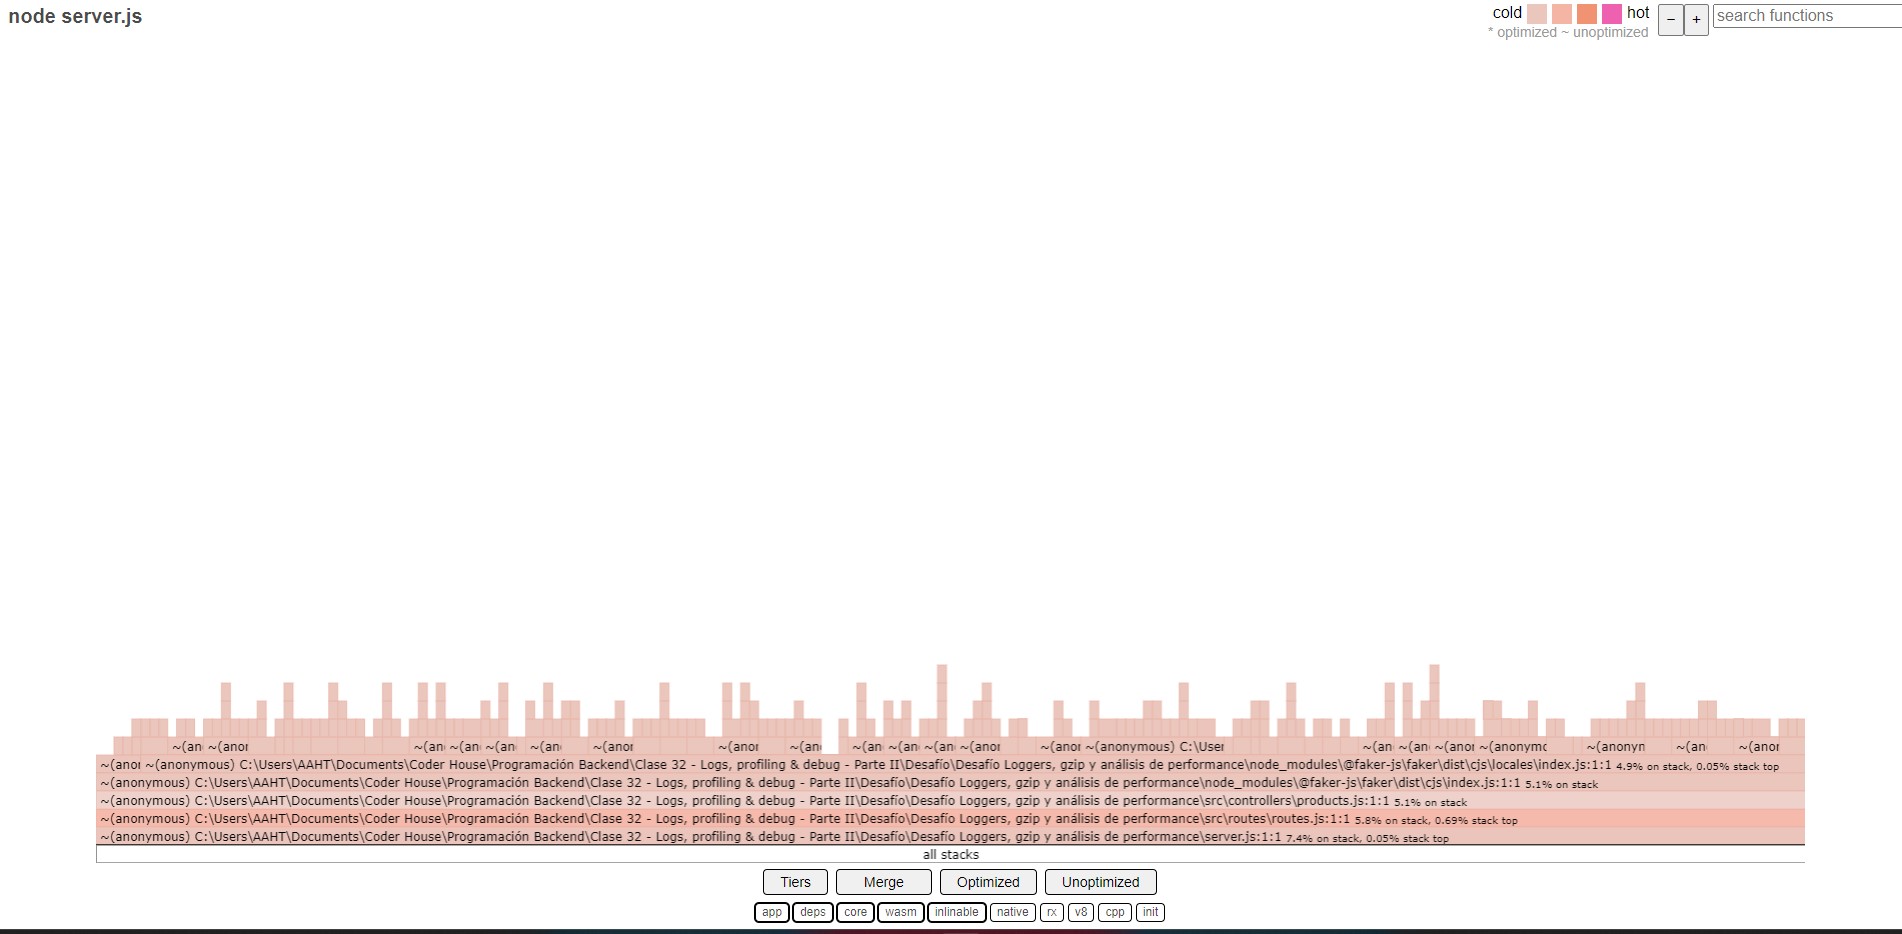 node server.js
cold hot
* optimized ~ unoptimized
−
+
search functions
~(an ~(anor ~(an ~(an ~(an ~(an ~(anor ~(anor ~(an ~(an ~(an ~(an ~(anor ~(anor ~(anonymous) C:\User ~(an ~(an ~(anor ~(anonymc ~(anonyn ~(an ~(anor
~(anor ~(anonymous) C:\Users\AAHT\Documents\Coder House\Programación Backend\Clase 32 - Logs, profiling & debug - Parte II\Desafío\Desafío Loggers, gzip y análisis de performance\node_modules\@faker-js\faker\dist\cjs\locales\index.js:1:1 4.9% on stack, 0.05% stack top
~(anonymous) C:\Users\AAHT\Documents\Coder House\Programación Backend\Clase 32 - Logs, profiling & debug - Parte II\Desafío\Desafío Loggers, gzip y análisis de performance\node_modules\@faker-js\faker\dist\cjs\index.js:1:1 5.1% on stack
~(anonymous) C:\Users\AAHT\Documents\Coder House\Programación Backend\Clase 32 - Logs, profiling & debug - Parte II\Desafío\Desafío Loggers, gzip y análisis de performance\src\controllers\products.js:1:1 5.1% on stack
~(anonymous) C:\Users\AAHT\Documents\Coder House\Programación Backend\Clase 32 - Logs, profiling & debug - Parte II\Desafío\Desafío Loggers, gzip y análisis de performance\src\routes\routes.js:1:1 5.8% on stack, 0.69% stack top
~(anonymous) C:\Users\AAHT\Documents\Coder House\Programación Backend\Clase 32 - Logs, profiling & debug - Parte II\Desafío\Desafío Loggers, gzip y análisis de performance\server.js:1:1 7.4% on stack, 0.05% stack top
all stacks
Tiers Merge Optimized Unoptimized
app deps core wasm inlinable native rx v8 cpp init